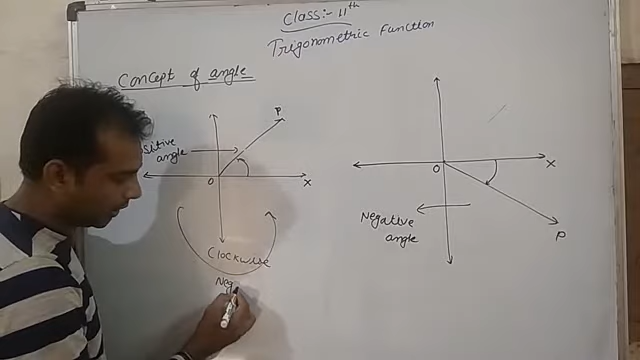 Class:- 11th
Trigonometric Function
Concept of angle
P
sitive
angle
O
X
Clockwise
Neg
O
X
Negative
angle
P